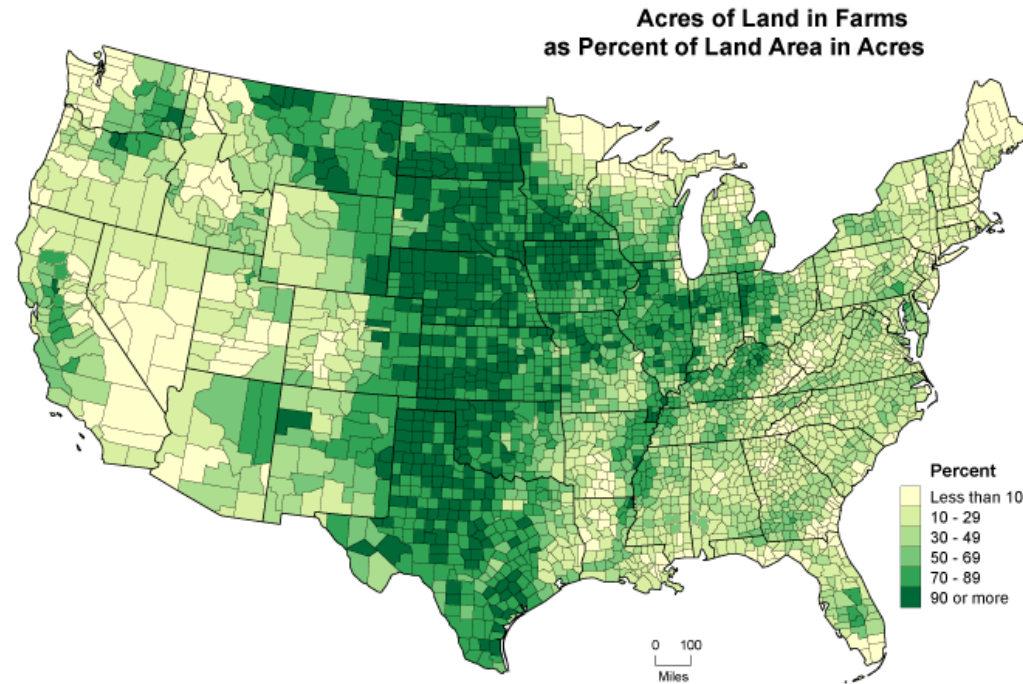 Acres of Land in Farms
as Percent of Land Area in Acres
Percent
Less than 10
10 - 29
30 - 49
50 - 69
70 - 89
90 or more
0 100
Miles